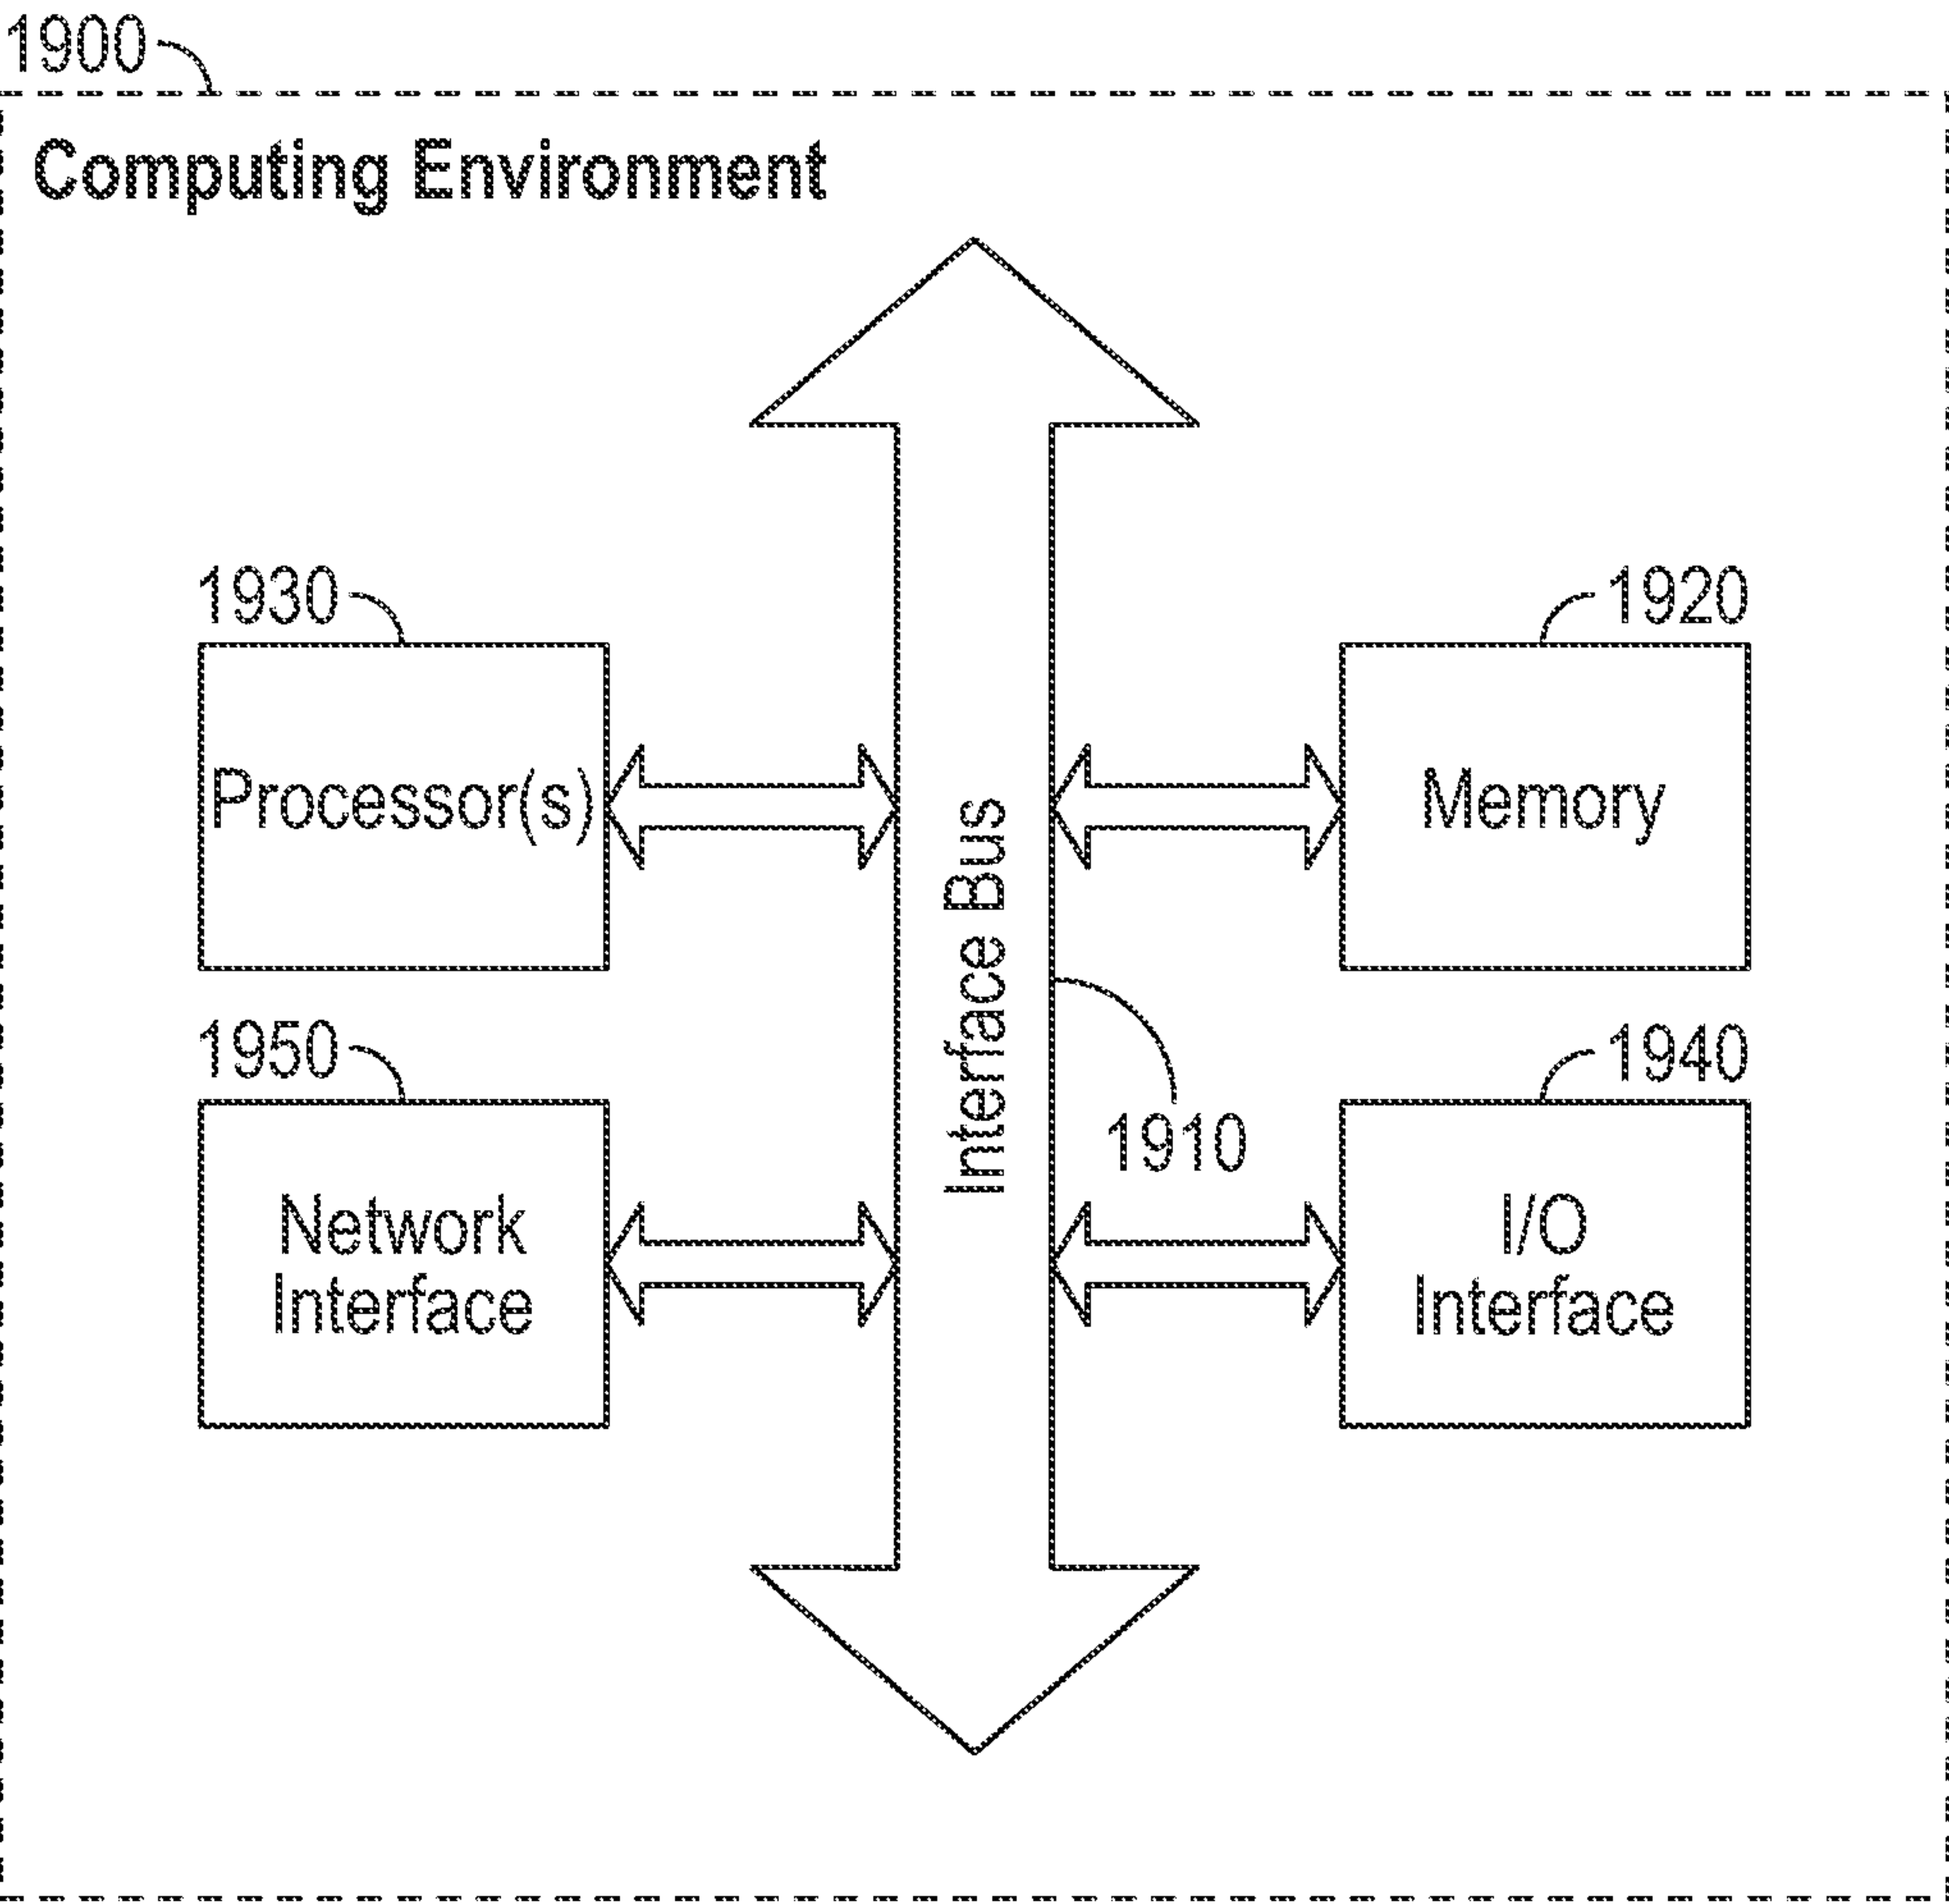 1900
Computing Environment
1930
1920
Processor(s)
Memory
Interface Bus
1950
1940
1910
Network
Interface
I/O
Interface